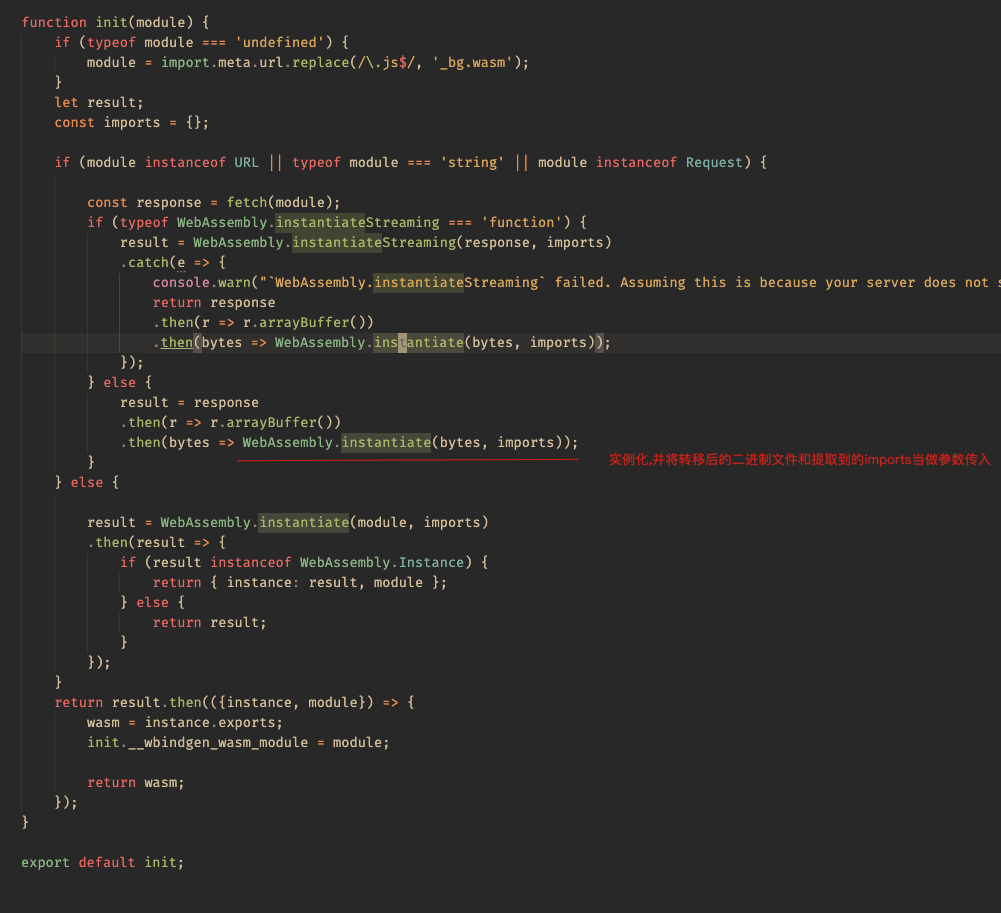 function init(module) {
    if (typeof module === 'undefined') {
        module = import.meta.url.replace(/\.js$/, '_bg.wasm');
    }
    let result;
    const imports = {};

    if (module instanceof URL || typeof module === 'string' || module instanceof Request) {

        const response = fetch(module);
        if (typeof WebAssembly.instantiateStreaming === 'function') {
            result = WebAssembly.instantiateStreaming(response, imports)
            .catch(e => {
                console.warn("`WebAssembly.instantiateStreaming` failed. Assuming this is because your server does not
                return response
                .then(r => r.arrayBuffer())
                .then(bytes => WebAssembly.instantiate(bytes, imports));
            });
        } else {
            result = response
            .then(r => r.arrayBuffer())
            .then(bytes => WebAssembly.instantiate(bytes, imports));
        }
实例化,并将转移后的二进制文件和提取到的imports当做参数传入
    } else {

        result = WebAssembly.instantiate(module, imports)
        .then(result => {
            if (result instanceof WebAssembly.Instance) {
                return { instance: result, module };
            } else {
                return result;
            }
        });
    }
    return result.then(({instance, module}) => {
        wasm = instance.exports;
        init.__wbindgen_wasm_module = module;

        return wasm;
    });
}

export default init;